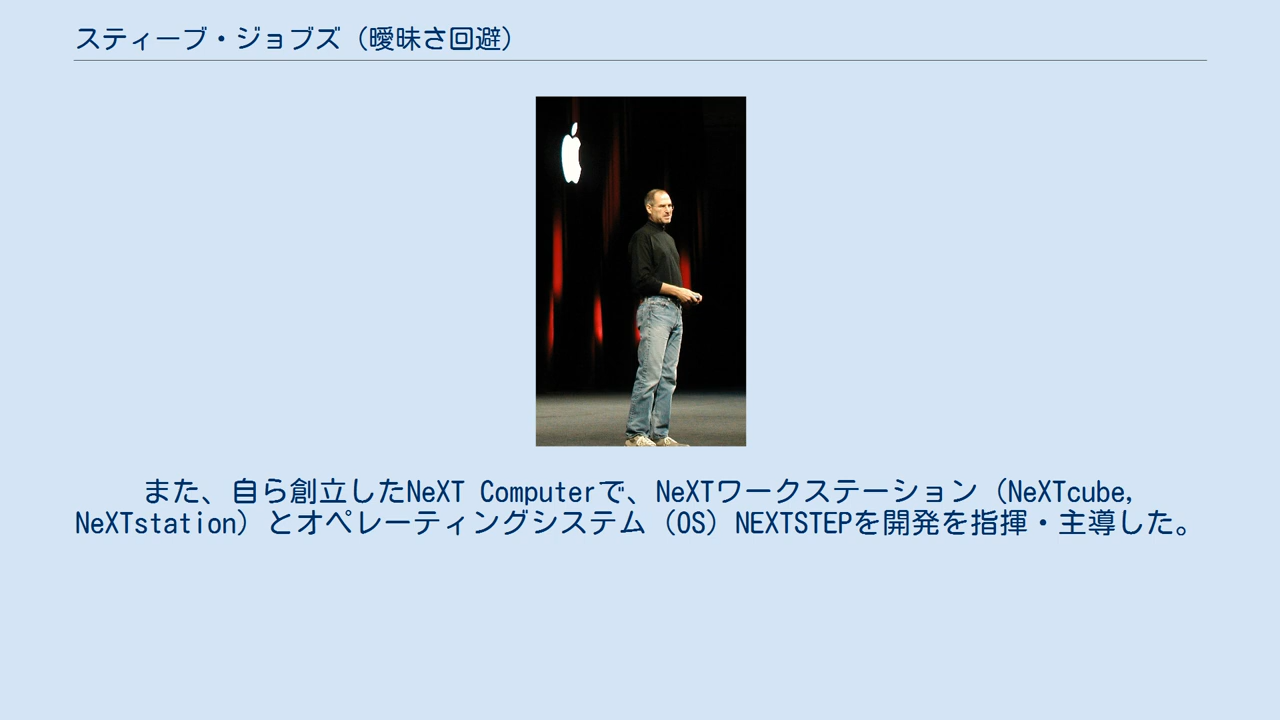 スティーブ・ジョブズ（曖昧さ回避）
また、自ら創立したNeXT Computerで、NeXTワークステーション（NeXTcube,
NeXTstation）とオペレーティングシステム（OS）NEXTSTEPを開発を指揮・主導した。